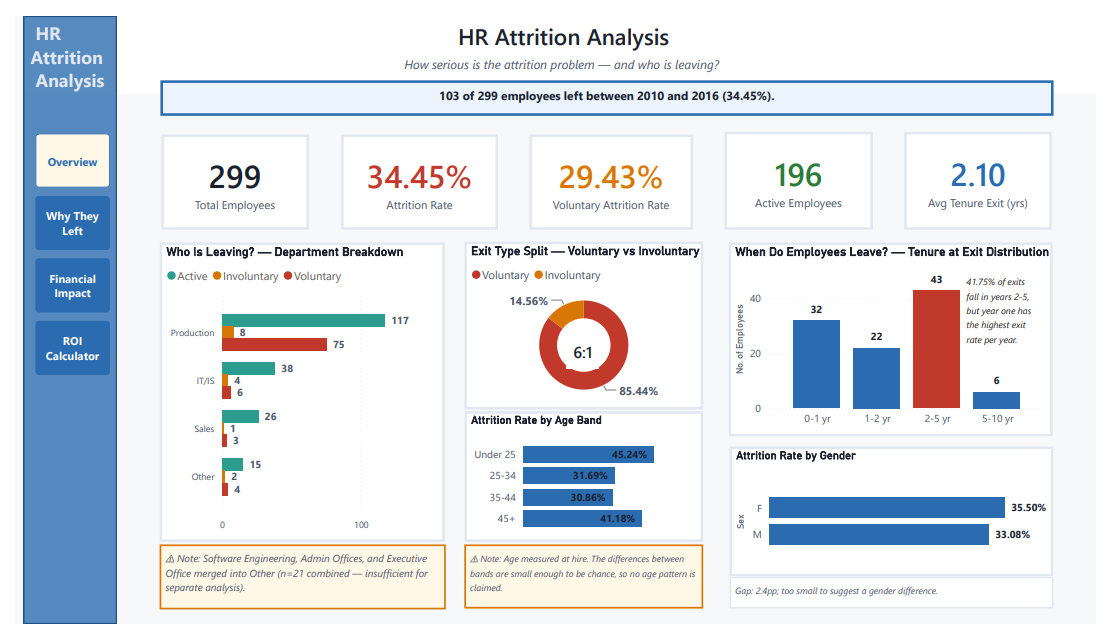 HR
Attrition
Analysis
Overview
Why They
Left
Financial
Impact
ROI
Calculator
HR Attrition Analysis
How serious is the attrition problem — and who is leaving?
103 of 299 employees left between 2010 and 2016 (34.45%).
299
Total Employees
34.45%
Attrition Rate
29.43%
Voluntary Attrition Rate
196
Active Employees
2.10
Avg Tenure Exit (yrs)
Who Is Leaving? — Department Breakdown
Active Involuntary Voluntary
Production
117
8
75
IT/IS
38
4
6
Sales
26
1
3
Other
15
2
4
0 100
⚠ Note: Software Engineering, Admin Offices, and Executive
Office merged into Other (n=21 combined — insufficient for
separate analysis).
Exit Type Split — Voluntary vs Involuntary
Voluntary Involuntary
14.56%
6:1
85.44%
Attrition Rate by Age Band
Under 25 45.24%
25-34 31.69%
35-44 30.86%
45+ 41.18%
⚠ Note: Age measured at hire. The differences between
bands are small enough to be chance, so no age pattern is
claimed.
When Do Employees Leave? — Tenure at Exit Distribution
No. of Employees
40
20
0
32
22
43
6
0-1 yr 1-2 yr 2-5 yr 5-10 yr
41.75% of exits
fall in years 2-5,
but year one has
the highest exit
rate per year.
Attrition Rate by Gender
Sex
F 35.50%
M 33.08%
Gap: 2.4pp; too small to suggest a gender difference.